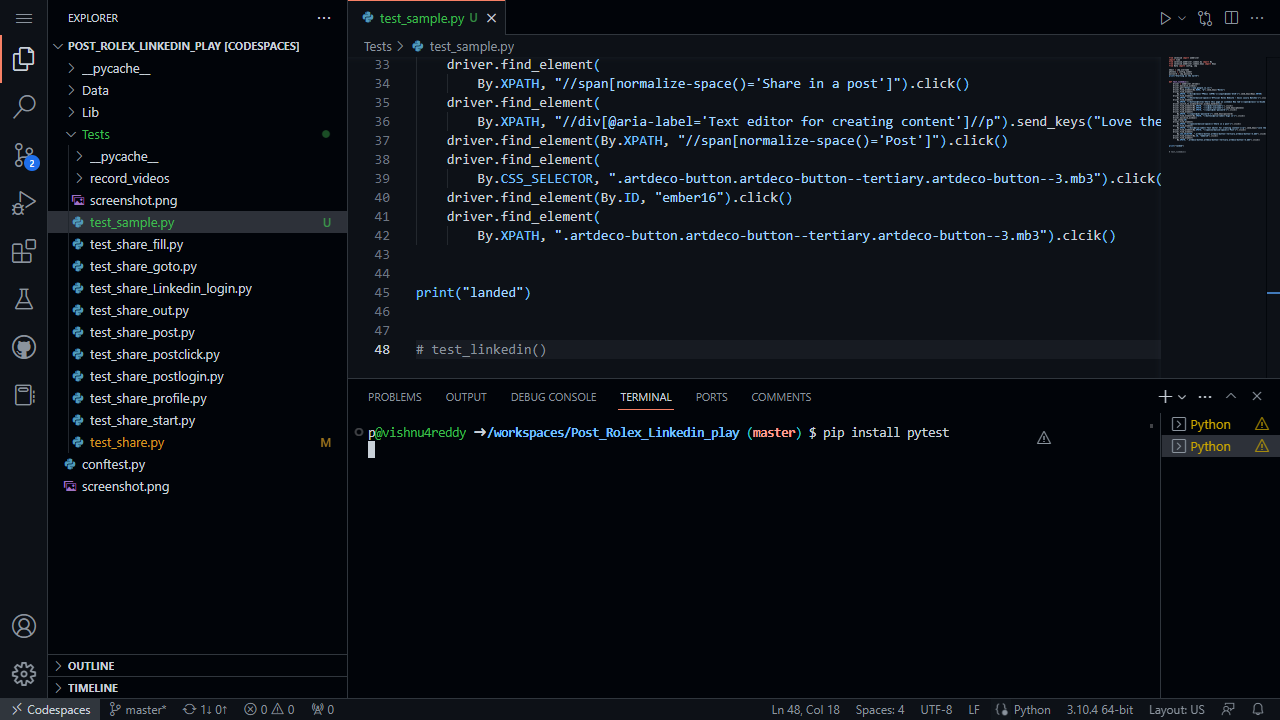 EXPLORER
POST_ROLEX_LINKEDIN_PLAY [CODESPACES]
__pycache__
Data
Lib
Tests
__pycache__
record_videos
screenshot.png
test_sample.py U
test_share_fill.py
test_share_goto.py
test_share_Linkedin_login.py
test_share_out.py
test_share_post.py
test_share_postclick.py
test_share_postlogin.py
test_share_profile.py
test_share_start.py
test_share.py M
conftest.py
screenshot.png
OUTLINE
TIMELINE
2
test_sample.py U
Tests > test_sample.py
33 driver.find_element(
34 By.XPATH, "//span[normalize-space()='Share in a post']").click()
35 driver.find_element(
36 By.XPATH, "//div[@aria-label='Text editor for creating content']//p").send_keys("Love the
37 driver.find_element(By.XPATH, "//span[normalize-space()='Post']").click()
38 driver.find_element(
39 By.CSS_SELECTOR, ".artdeco-button.artdeco-button--tertiary.artdeco-button--3.mb3").click(
40 driver.find_element(By.ID, "ember16").click()
41 driver.find_element(
42 By.XPATH, ".artdeco-button.artdeco-button--tertiary.artdeco-button--3.mb3").clcik()
43
44
45 print("landed")
46
47
48 # test_linkedin()
PROBLEMS OUTPUT DEBUG CONSOLE TERMINAL PORTS COMMENTS
p@vishnu4reddy ➜/workspaces/Post_Rolex_Linkedin_play (master) $ pip install pytest
Python
Python
Codespaces master* 1↓ 0↑ 0 0 0 Ln 48, Col 18 Spaces: 4 UTF-8 LF Python 3.10.4 64-bit Layout: US